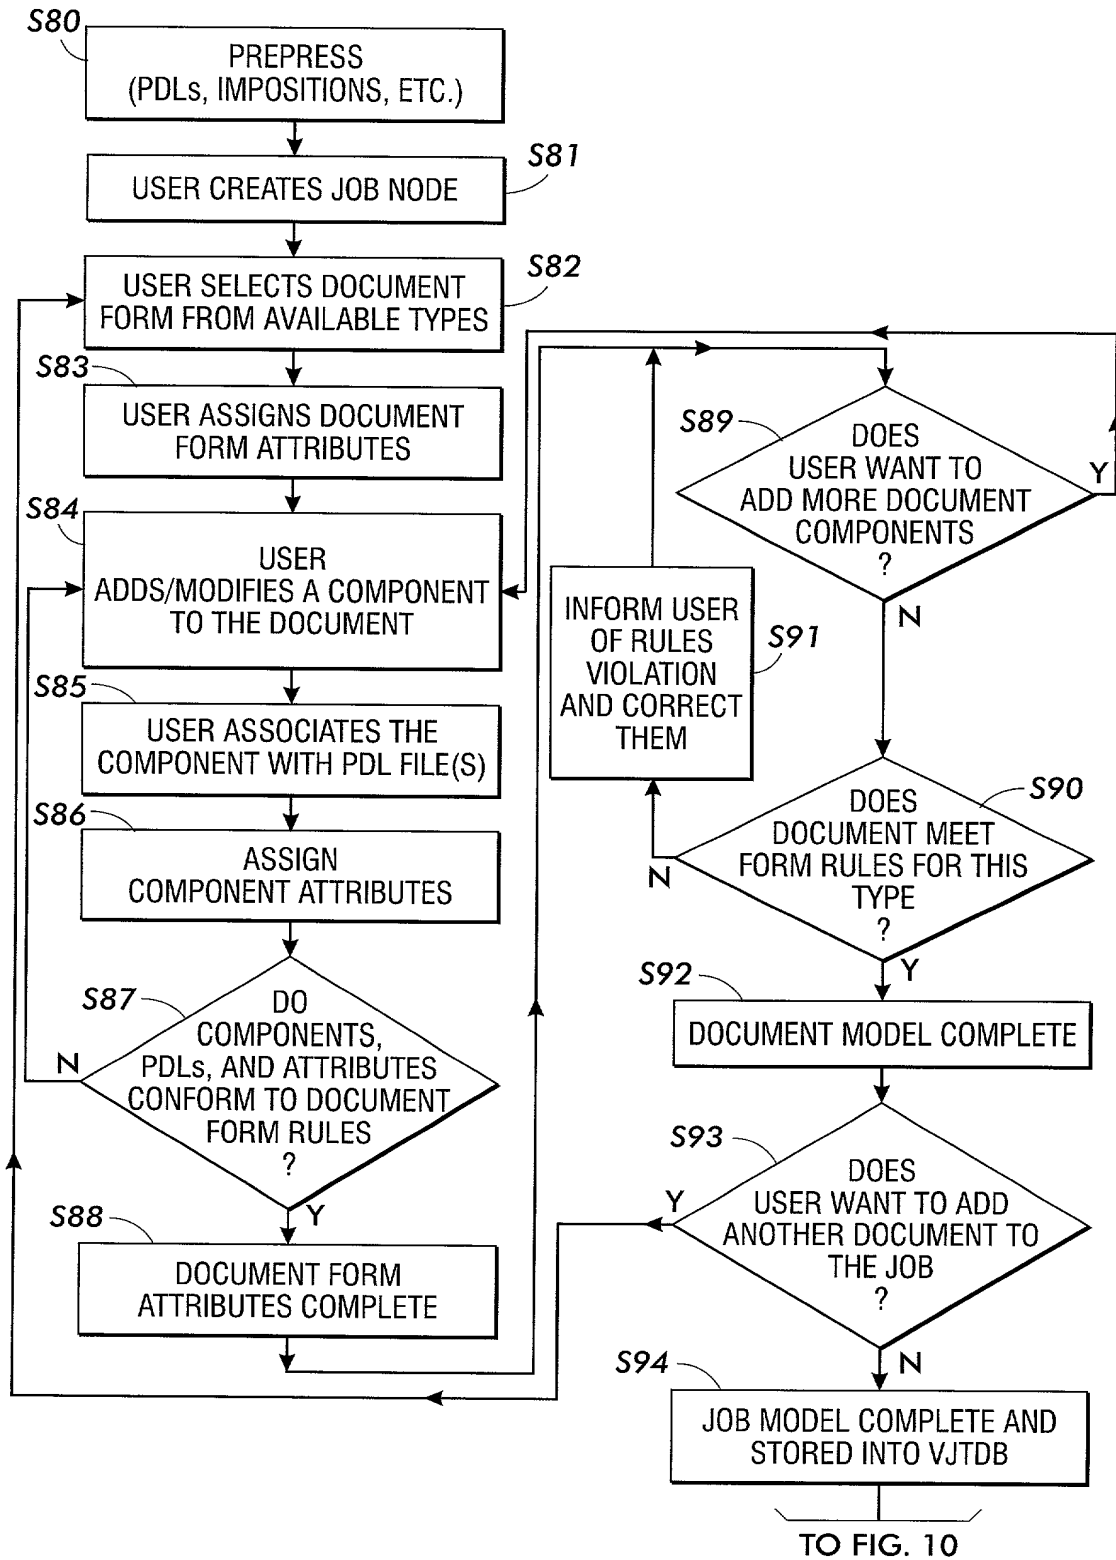 S80
PREPRESS
(PDLs, IMPOSITIONS, ETC.)
S81
USER CREATES JOB NODE
S82
USER SELECTS DOCUMENT
FORM FROM AVAILABLE TYPES
S83
USER ASSIGNS DOCUMENT
FORM ATTRIBUTES
S84
USER
ADDS/MODIFIES A COMPONENT
TO THE DOCUMENT
S85
USER ASSOCIATES THE
COMPONENT WITH PDL FILE(S)
S86
ASSIGN
COMPONENT ATTRIBUTES
S87
DO
COMPONENTS,
PDLs, AND ATTRIBUTES
CONFORM TO DOCUMENT
FORM RULES
?
N
Y
S88
DOCUMENT FORM
ATTRIBUTES COMPLETE
S89
DOES
USER WANT TO
ADD MORE DOCUMENT
COMPONENTS
?
Y
N
S91
INFORM USER
OF RULES
VIOLATION
AND CORRECT
THEM
S90
DOES
DOCUMENT MEET
FORM RULES FOR THIS
TYPE
?
N
Y
S92
DOCUMENT MODEL COMPLETE
S93
DOES
USER WANT TO ADD
ANOTHER DOCUMENT TO
THE JOB
?
Y
N
S94
JOB MODEL COMPLETE AND
STORED INTO VJTDB
TO FIG. 10